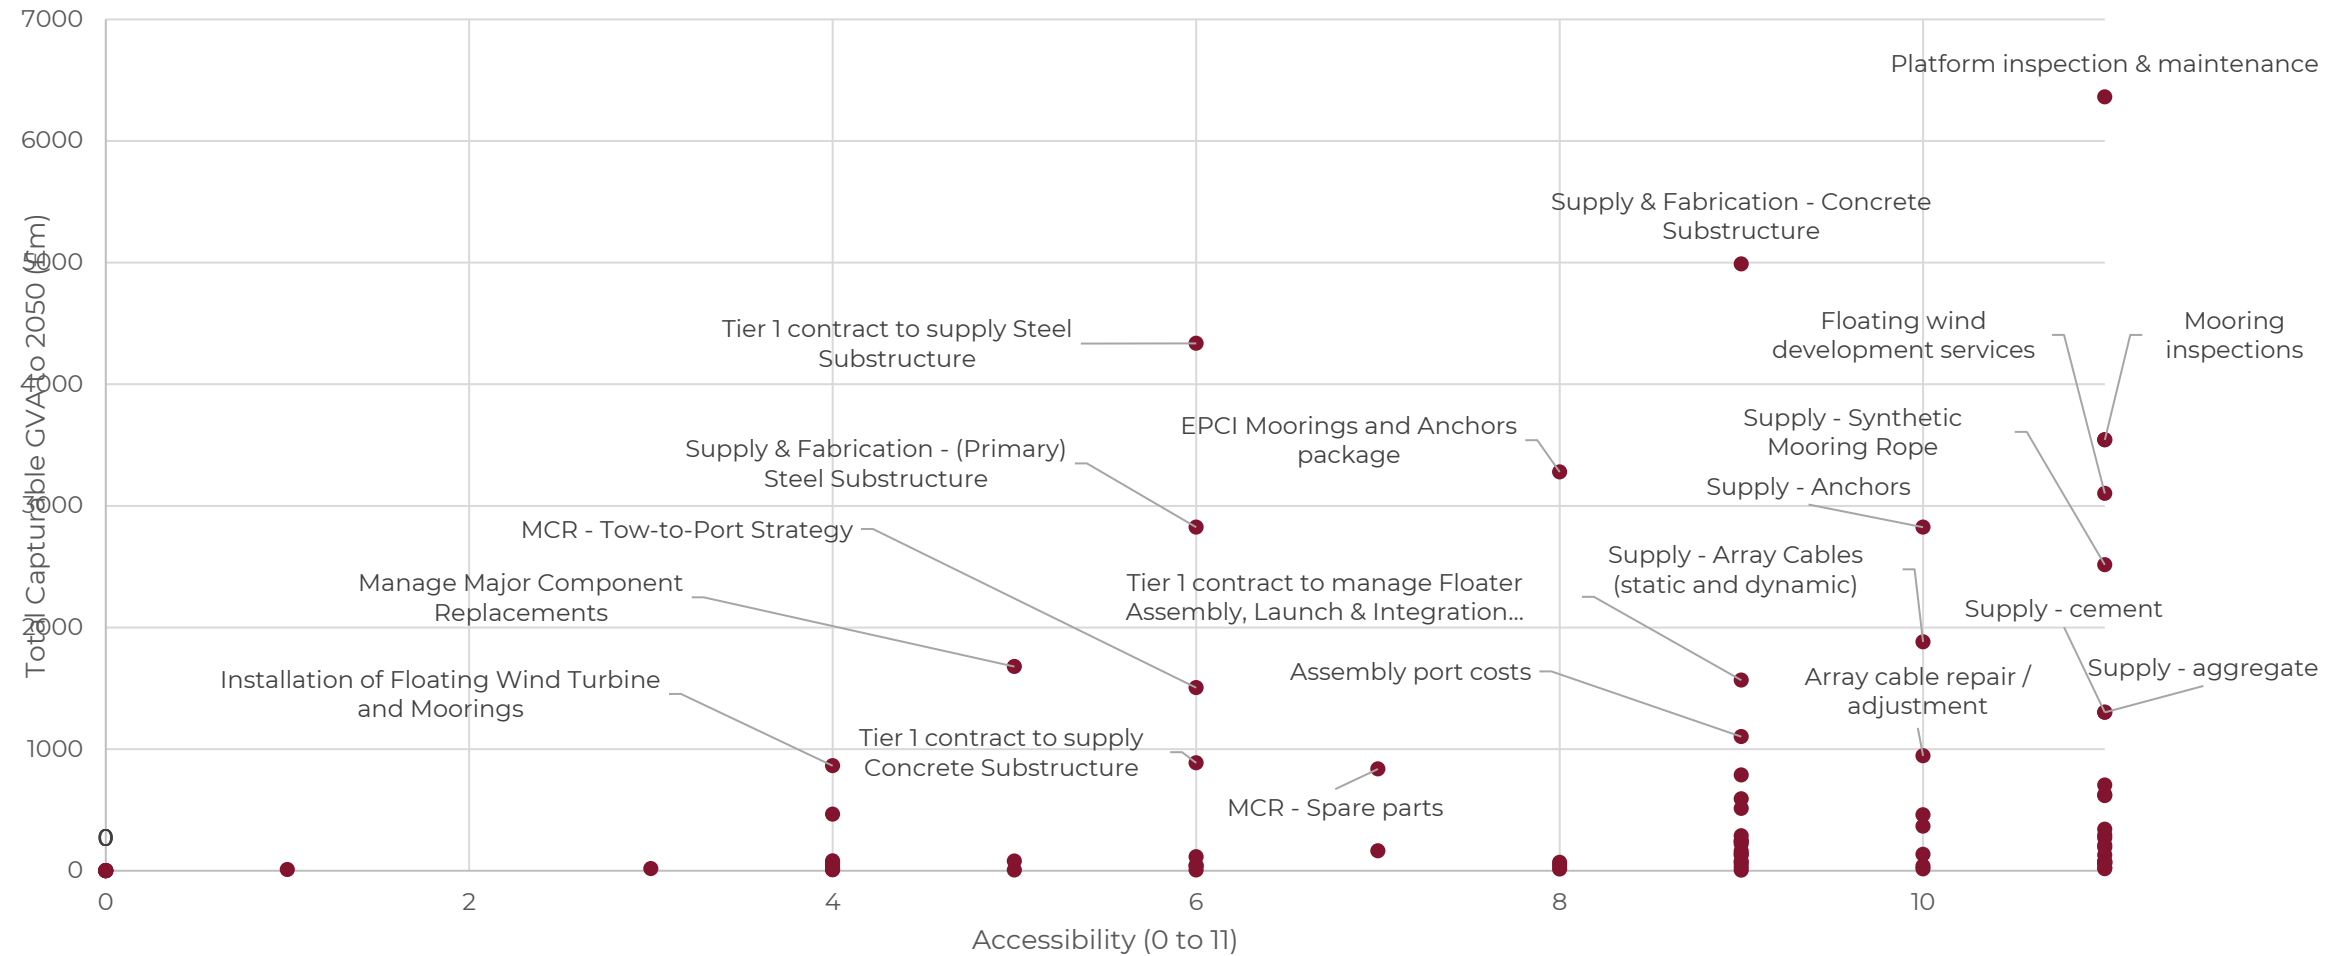 7000
Platform inspection & maintenance
6000
Supply & Fabrication - Concrete
Substructure
5000
Tier 1 contract to supply Steel
Substructure
Floating wind
development services
Mooring
inspections
4000
EPCI Moorings and Anchors
package
Supply - Synthetic
Mooring Rope
Supply & Fabrication - (Primary)
Steel Substructure
Supply - Anchors
3000
MCR - Tow-to-Port Strategy
Supply - Array Cables
(static and dynamic)
Manage Major Component
Replacements
Tier 1 contract to manage Floater
Assembly, Launch & Integration...
Supply - cement
2000
Installation of Floating Wind Turbine
and Moorings
Assembly port costs
Array cable repair /
adjustment
Supply - aggregate
1000
Tier 1 contract to supply
Concrete Substructure
MCR - Spare parts
0
0
Total Capturable GVA to 2050 (£m)
0
2
4
6
8
10
Accessibility (0 to 11)